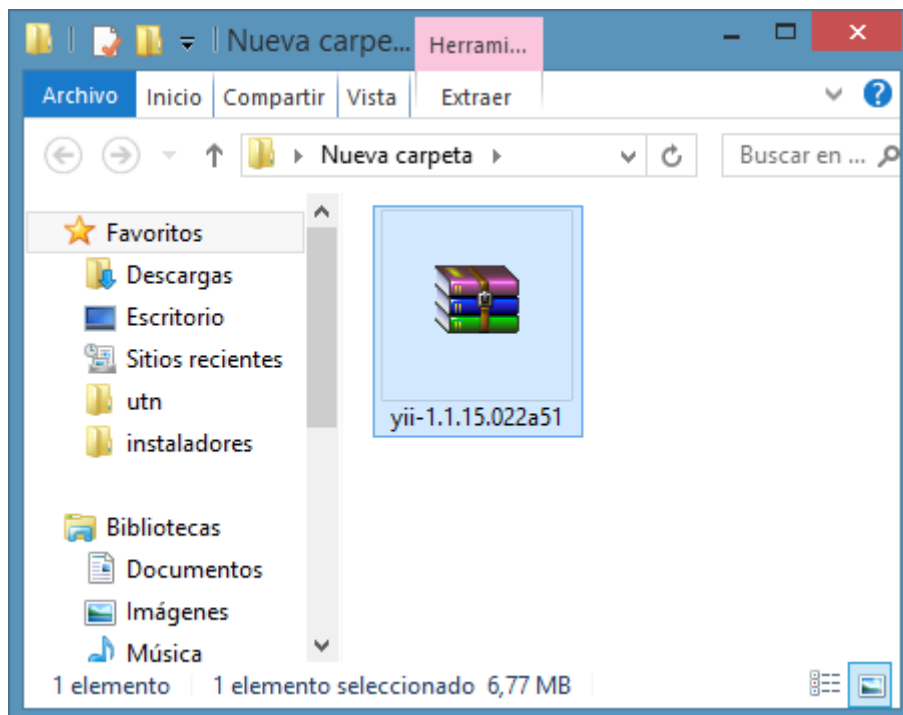 Nueva carpe...
Herrami...
Archivo
Inicio
Compartir
Vista
Extraer
Nueva carpeta
Buscar en ...
Favoritos
Descargas
Escritorio
Sitios recientes
utn
instaladores
Bibliotecas
Documentos
Imágenes
Música
yii-1.1.15.022a51
1 elemento
1 elemento seleccionado 6,77 MB